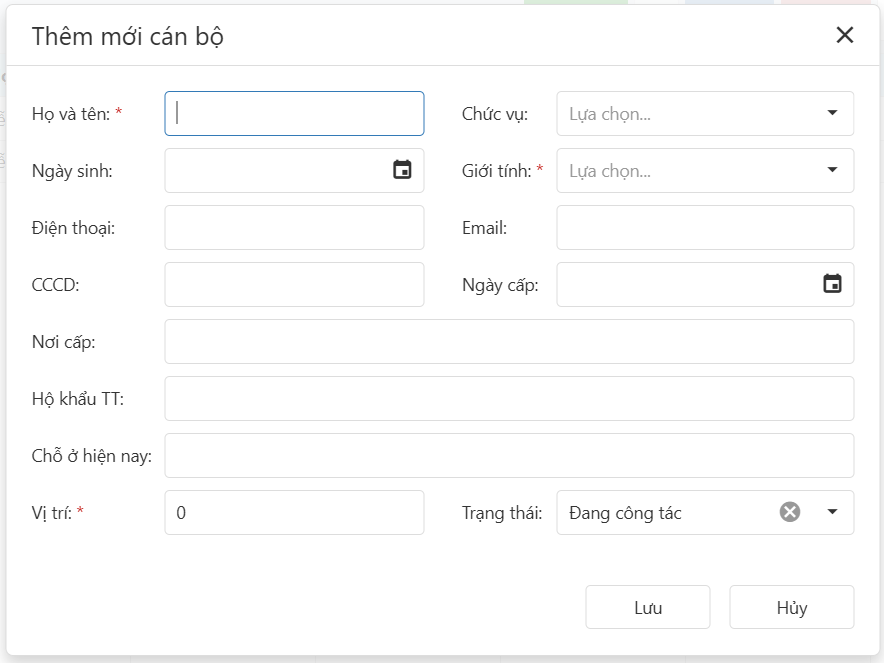 Thêm mới cán bộ
Họ và tên: * Chức vụ: Lựa chọn...
Ngày sinh: Giới tính: * Lựa chọn...
Điện thoại: Email:
CCCD: Ngày cấp:
Nơi cấp:
Hộ khẩu TT:
Chỗ ở hiện nay:
Vị trí: * 0 Trạng thái: Đang công tác
Lưu Hủy